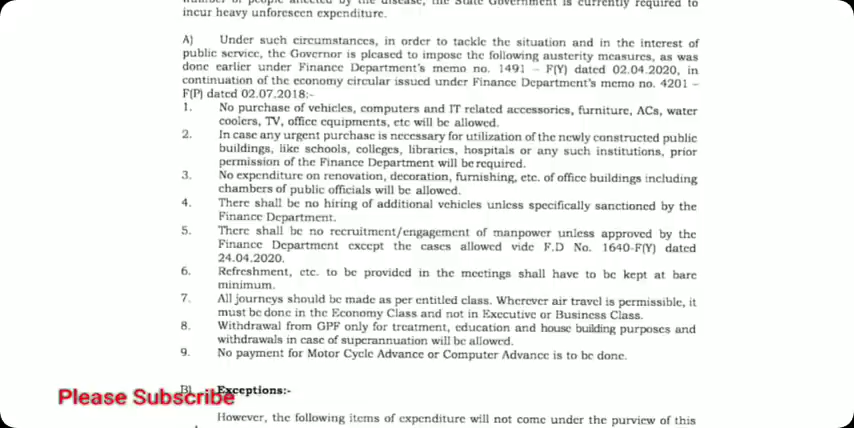 number of people affected by the disease, the State Government is currently required to
incur heavy unforeseen expenditure.
A) Under such circumstances, in order to tackle the situation and in the interest of
public service, the Governor is pleased to impose the following austerity measures, as was
done earlier under Finance Department's memo no. 1491 – F(Y) dated 02.04.2020, in
continuation of the economy circular issued under Finance Department's memo no. 4201 –
F(P) dated 02.07.2018:-
1. No purchase of vehicles, computers and IT related accessories, furniture, ACs, water
coolers, TV, office equipments, etc will be allowed.
2. In case any urgent purchase is necessary for utilization of the newly constructed public
buildings, like schools, colleges, libraries, hospitals or any such institutions, prior
permission of the Finance Department will be required.
3. No expenditure on renovation, decoration, furnishing, etc. of office buildings including
chambers of public officials will be allowed.
4. There shall be no hiring of additional vehicles unless specifically sanctioned by the
Finance Department.
5. There shall be no recruitment/engagement of manpower unless approved by the
Finance Department except the cases allowed vide F.D No. 1640-F(Y) dated
24.04.2020.
6. Refreshment, etc. to be provided in the meetings shall have to be kept at bare
minimum.
7. All journeys should be made as per entitled class. Wherever air travel is permissible, it
must be done in the Economy Class and not in Executive or Business Class.
8. Withdrawal from GPF only for treatment, education and house building purposes and
withdrawals in case of superannuation will be allowed.
9. No payment for Motor Cycle Advance or Computer Advance is to be done.
B) Exceptions:-
Please Subscribe
However, the following items of expenditure will not come under the purview of this